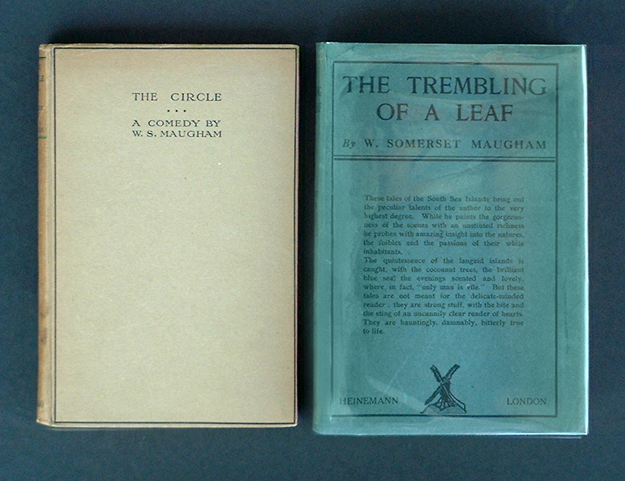 THE CIRCLE
...
A COMEDY BY
W. S. MAUGHAM
THE TREMBLING
OF A LEAF
By W. SOMERSET MAUGHAM
These tales of the South Sea Islands bring out
the peculiar talents of the author to the very
highest degree. While he paints the gorgeous-
ness of the scenes with an unstinted richness
he probes with amazing insight into the natures,
the foibles and the passions of their white
inhabitants.
The quintessence of the languid islands is
caught, with the cocoanut trees, the brilliant
blue sea, the evenings scented and lovely,
where, in fact, "only man is vile." But these
tales are not meant for the delicate-minded
reader; they are strong stuff, with the bite and
the sting of an uncannily clear reader of hearts.
They are hauntingly, damnably, bitterly true
to life.
HEINEMANN LONDON